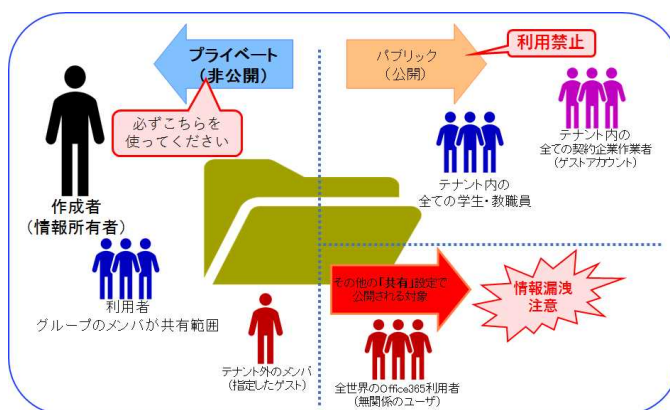 プライベート
(非公開)
必ずこちらを
使ってください
パブリック
(公開)
利用禁止
作成者
(情報所有者)
利用者
グループのメンバが共有範囲
テナント内の
全ての学生・教職員
テナント内の
全ての契約企業作業者
(ゲストアカウント)
テナント外のメンバ
(指定したゲスト)
その他の「共有」設定で
公開される対象
全世界のOffice365利用者
(無関係のユーザ)
情報漏洩
注意